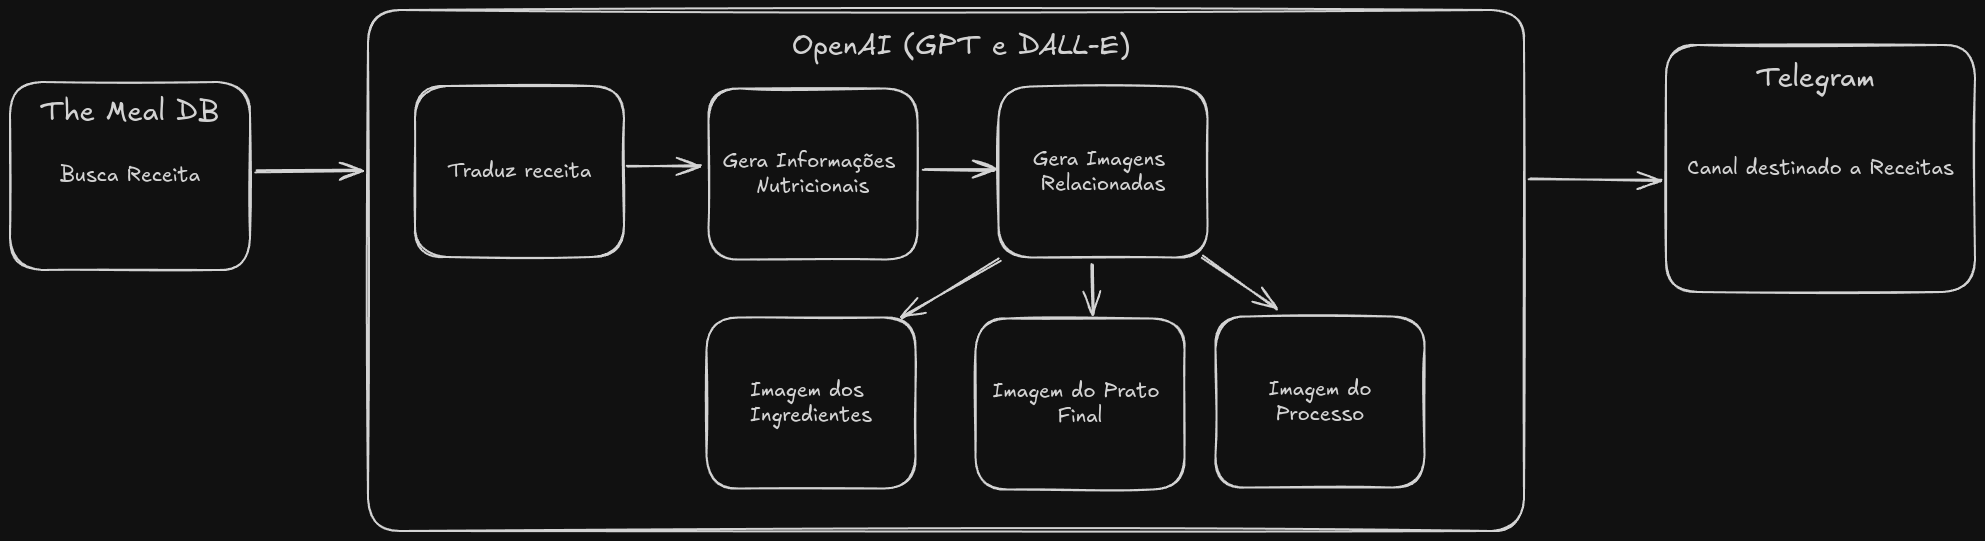 The Meal DB
Busca Receita
OpenAI (GPT e DALL-E)
Traduz receita
Gera Informações
Nutricionais
Gera Imagens
Relacionadas
Imagem dos
Ingredientes
Imagem do Prato
Final
Imagem do
Processo
Telegram
Canal destinado a Receitas